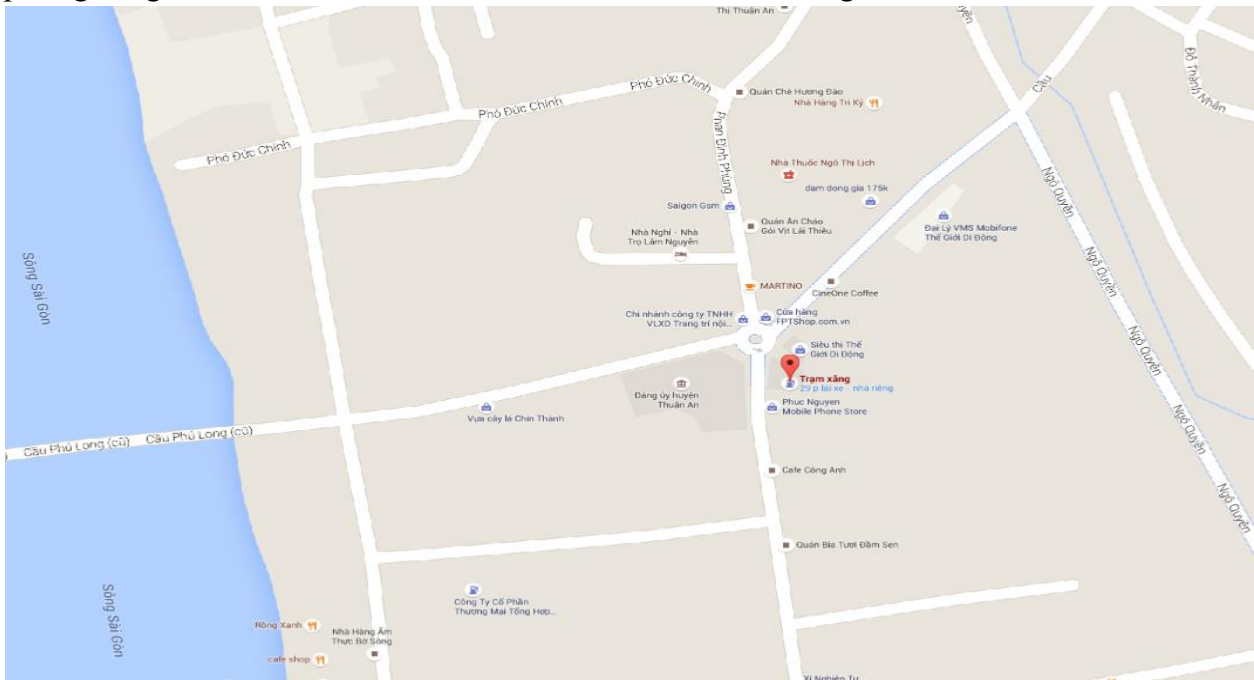 Thị Thuận An
Quyền
Đỗ Thành Nhân
Cầu
Phó Đức Chính
Phó Đức Chính
Phó Đức Chính
Quán Chè Hương Đào
Nhà Hàng Tri Kỷ
Phan Đình Phùng
Nhà Thuốc Ngô Thị Lịch
dam dong gia 175k
Ngô Quyền
Saigon Gsm
Quán Ăn Cháo
Gỏi Vịt Lái Thiêu
Đại Lý VMS Mobifone
Thế Giới Di Động
Nhà Nghỉ - Nhà
Trọ Lâm Nguyên
Sông Sài Gòn
Ngô Quyền
MARTINO
CineOne Coffee
Chi nhánh công ty TNHH
VLXD Trang trí nội...
Cửa hàng
FPTShop.com.vn
Siêu thị Thế
Giới Di Động
Ngô Quyền
Trạm xăng
29 p lái xe - nhà riêng
Đảng ủy huyện
Thuận An
Phuc Nguyen
Mobile Phone Store
Vựa cây lá Chín Thành
Ngô Quyền
Cầu Phú Long (cũ)
Cầu Phú Long (cũ)
Cafe Công Anh
Ngô Quyền
Quán Bia Tươi Đầm Sen
Sông Sài Gòn
Công Ty Cổ Phần
Thương Mại Tổng Hợp...
Rồng Xanh
Nhà Hàng Ẩm
Thực Bờ Sông
cafe shop
Xí Nghiệp Tư